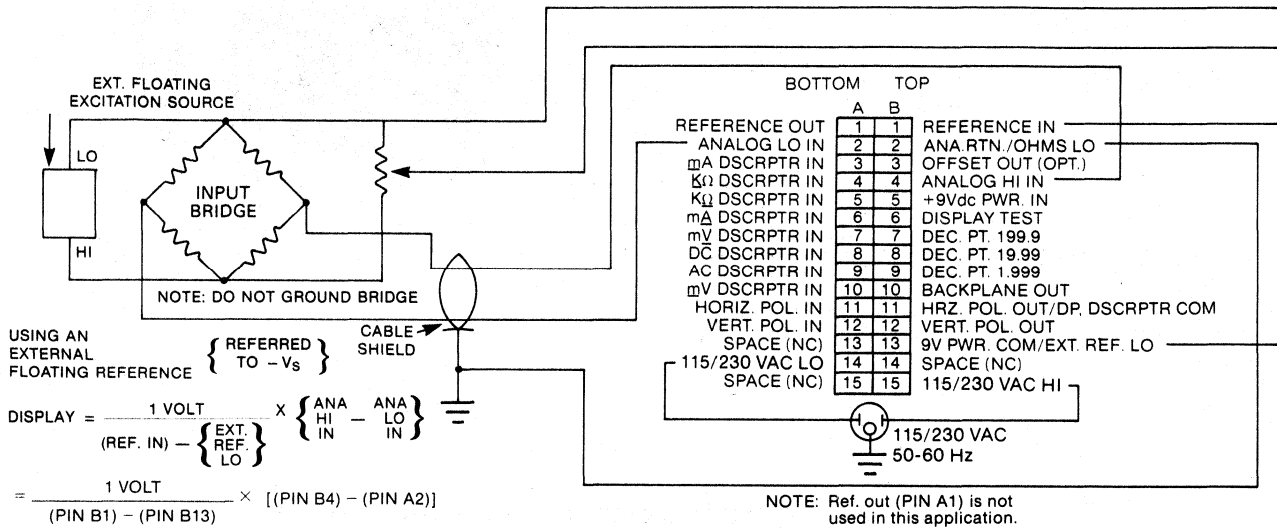 EXT. FLOATING
EXCITATION SOURCE
LO
INPUT
BRIDGE
HI
NOTE: DO NOT GROUND BRIDGE
CABLE
SHIELD
USING AN
EXTERNAL
FLOATING REFERENCE { REFERRED TO – VS }
DISPLAY = 1 VOLT / (REF. IN) – { EXT. REF. LO } × { ANA HI IN – ANA LO IN }
= 1 VOLT / (PIN B1) – (PIN B13) × [(PIN B4) – (PIN A2)]
BOTTOM TOP
A B
REFERENCE OUT 1 1 REFERENCE IN
ANALOG LO IN 2 2 ANA.RTN./OHMS LO
mA DSCRPTR IN 3 3 OFFSET OUT (OPT.)
KΩ DSCRPTR IN 4 4 ANALOG HI IN
KΩ DSCRPTR IN 5 5 +9Vdc PWR. IN
mA DSCRPTR IN 6 6 DISPLAY TEST
mV DSCRPTR IN 7 7 DEC. PT. 199.9
DC DSCRPTR IN 8 8 DEC. PT. 19.99
AC DSCRPTR IN 9 9 DEC. PT. 1.999
mV DSCRPTR IN 10 10 BACKPLANE OUT
HORIZ. POL. IN 11 11 HRZ. POL. OUT/DP, DSCRPTR COM
VERT. POL. IN 12 12 VERT. POL. OUT
SPACE (NC) 13 13 9V PWR. COM/EXT. REF. LO
115/230 VAC LO 14 14 SPACE (NC)
SPACE (NC) 15 15 115/230 VAC HI
115/230 VAC
50-60 Hz
NOTE: Ref. out (PIN A1) is not
used in this application.